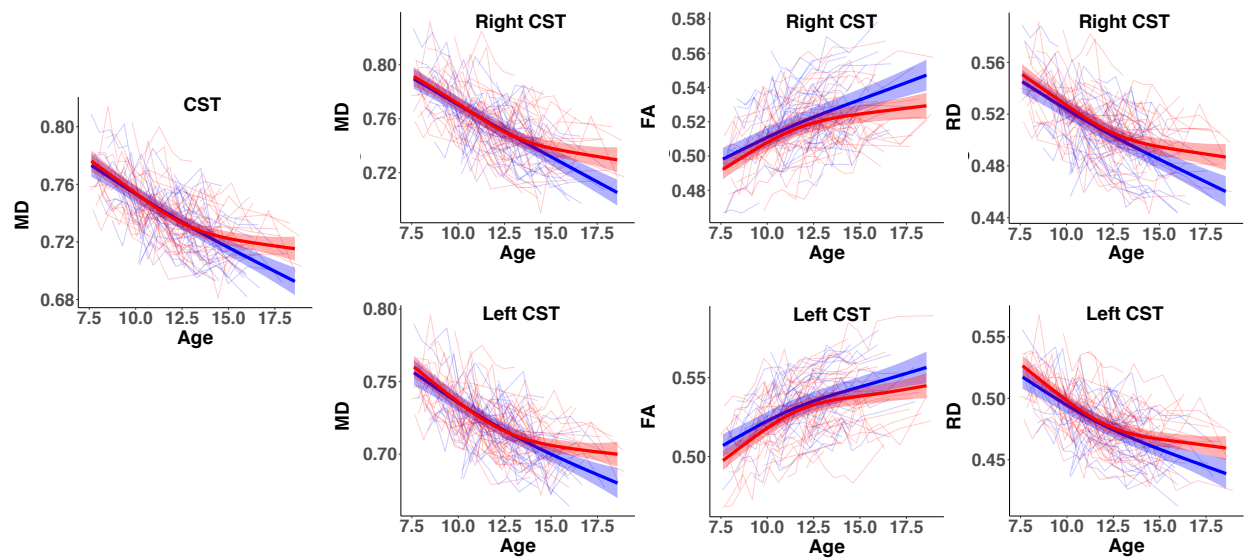 CST
MD
0.80
0.76
0.72
0.68
7.5 10.0 12.5 15.0 17.5
Age
Right CST
MD
0.80
0.76
0.72
7.5 10.0 12.5 15.0 17.5
Age
Right CST
FA
0.58
0.56
0.54
0.52
0.50
0.48
7.5 10.0 12.5 15.0 17.5
Age
Right CST
RD
0.56
0.52
0.48
0.44
7.5 10.0 12.5 15.0 17.5
Age
Left CST
MD
0.80
0.75
0.70
7.5 10.0 12.5 15.0 17.5
Age
Left CST
FA
0.55
0.50
7.5 10.0 12.5 15.0 17.5
Age
Left CST
RD
0.55
0.50
0.45
7.5 10.0 12.5 15.0 17.5
Age